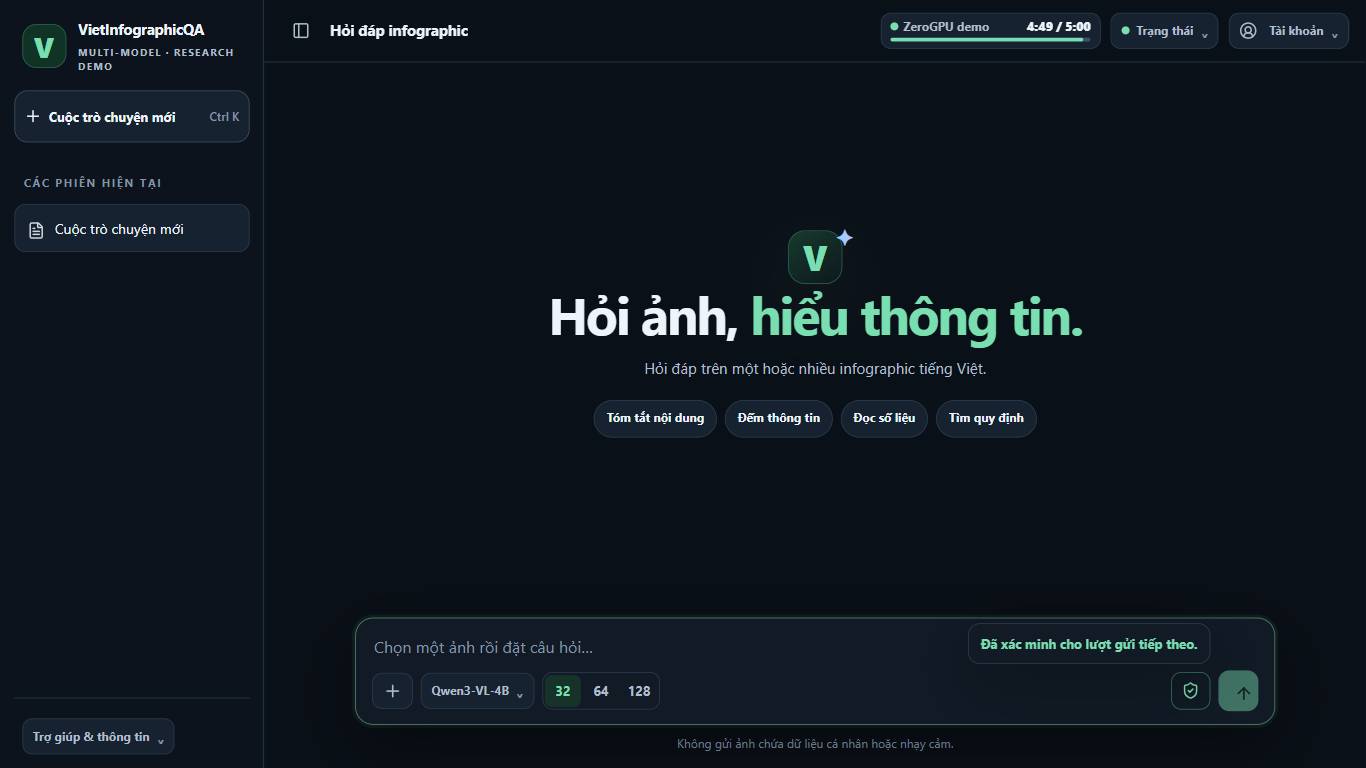 V
VietInfographicQA
MULTI-MODEL · RESEARCH
DEMO
Cuộc trò chuyện mới Ctrl K
CÁC PHIÊN HIỆN TẠI
Cuộc trò chuyện mới
Trợ giúp & thông tin
Hỏi đáp infographic
ZeroGPU demo 4:49 / 5:00
Trạng thái
Tài khoản
V
Hỏi ảnh, hiểu thông tin.
Hỏi đáp trên một hoặc nhiều infographic tiếng Việt.
Tóm tắt nội dung Đếm thông tin Đọc số liệu Tìm quy định
Chọn một ảnh rồi đặt câu hỏi...
Đã xác minh cho lượt gửi tiếp theo.
Qwen3-VL-4B 32 64 128
Không gửi ảnh chứa dữ liệu cá nhân hoặc nhạy cảm.